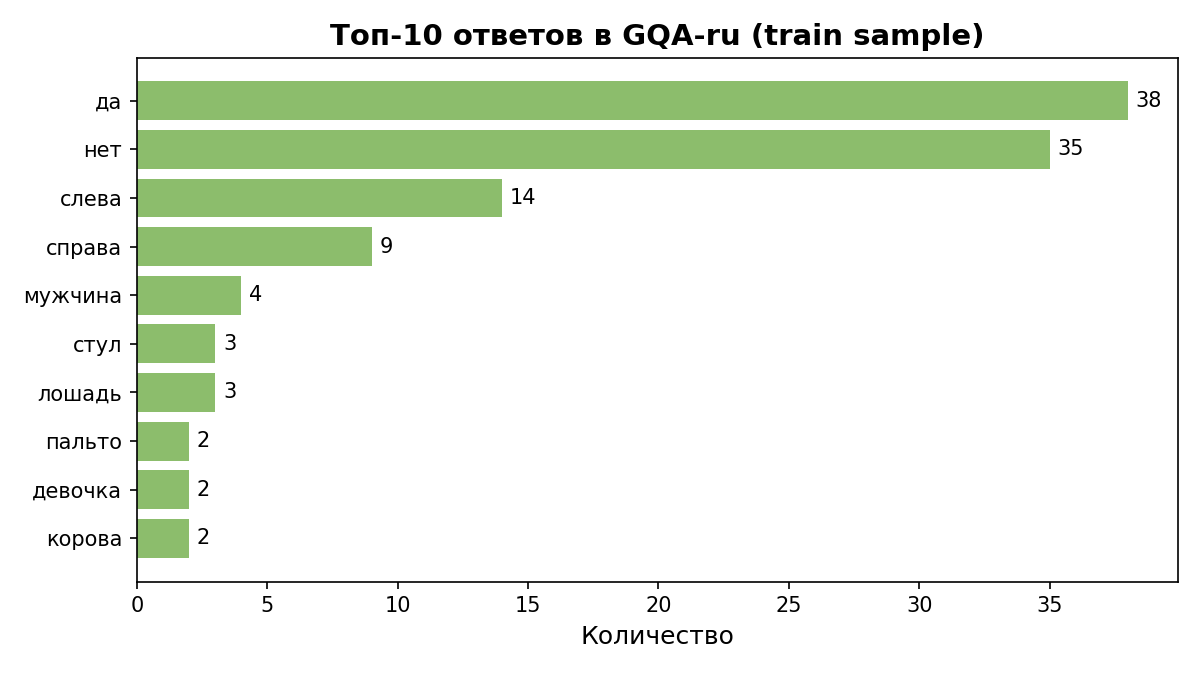 Топ-10 ответов в GQA-ru (train sample)
да 38
нет 35
слева 14
справа 9
мужчина 4
стул 3
лошадь 3
пальто 2
девочка 2
корова 2
0 5 10 15 20 25 30 35
Количество